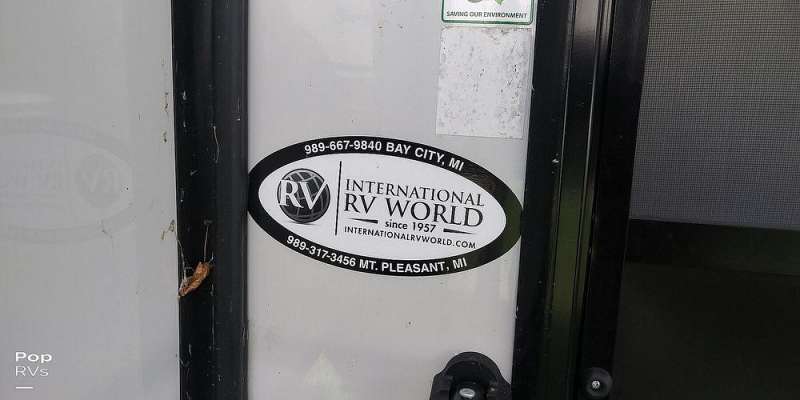 SAVING OUR ENVIRONMENT
989-667-9840 BAY CITY, MI
RV
INTERNATIONAL
RV WORLD
since 1957
INTERNATIONALRVWORLD.COM
989-317-3456 MT. PLEASANT, MI
Pop
RVs